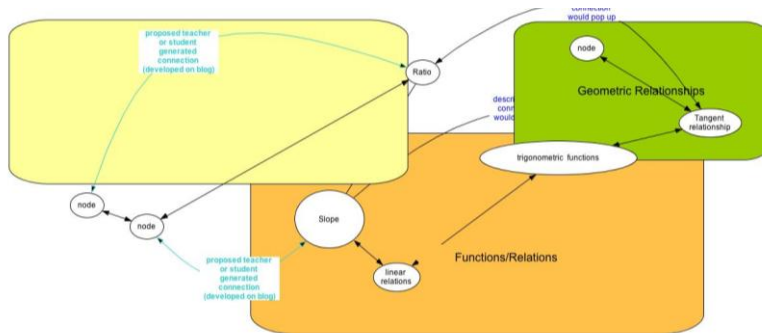 connection
would pop up
proposed teacher
or student
generated
connection
(developed on blog)
node
Ratio
Geometric Relationships
Tangent
relationship
trigonometric functions
node
node
Slope
proposed teacher
or student
generated
connection
(developed on blog)
linear
relations
Functions/Relations